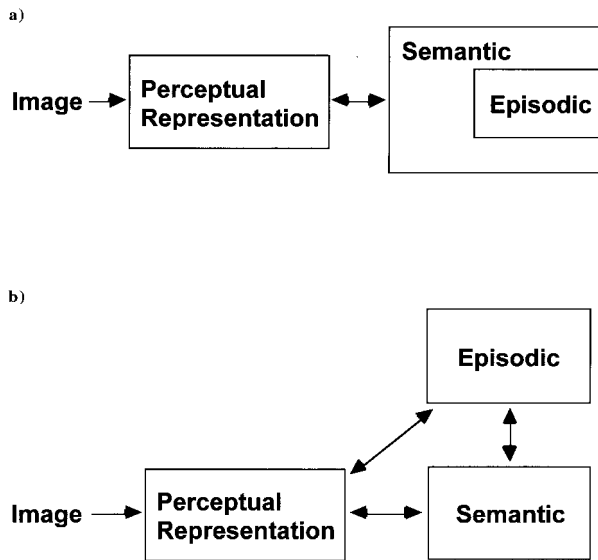 a)
Semantic
Image
Perceptual
Representation
Episodic
b)
Episodic
Image
Perceptual
Representation
Semantic